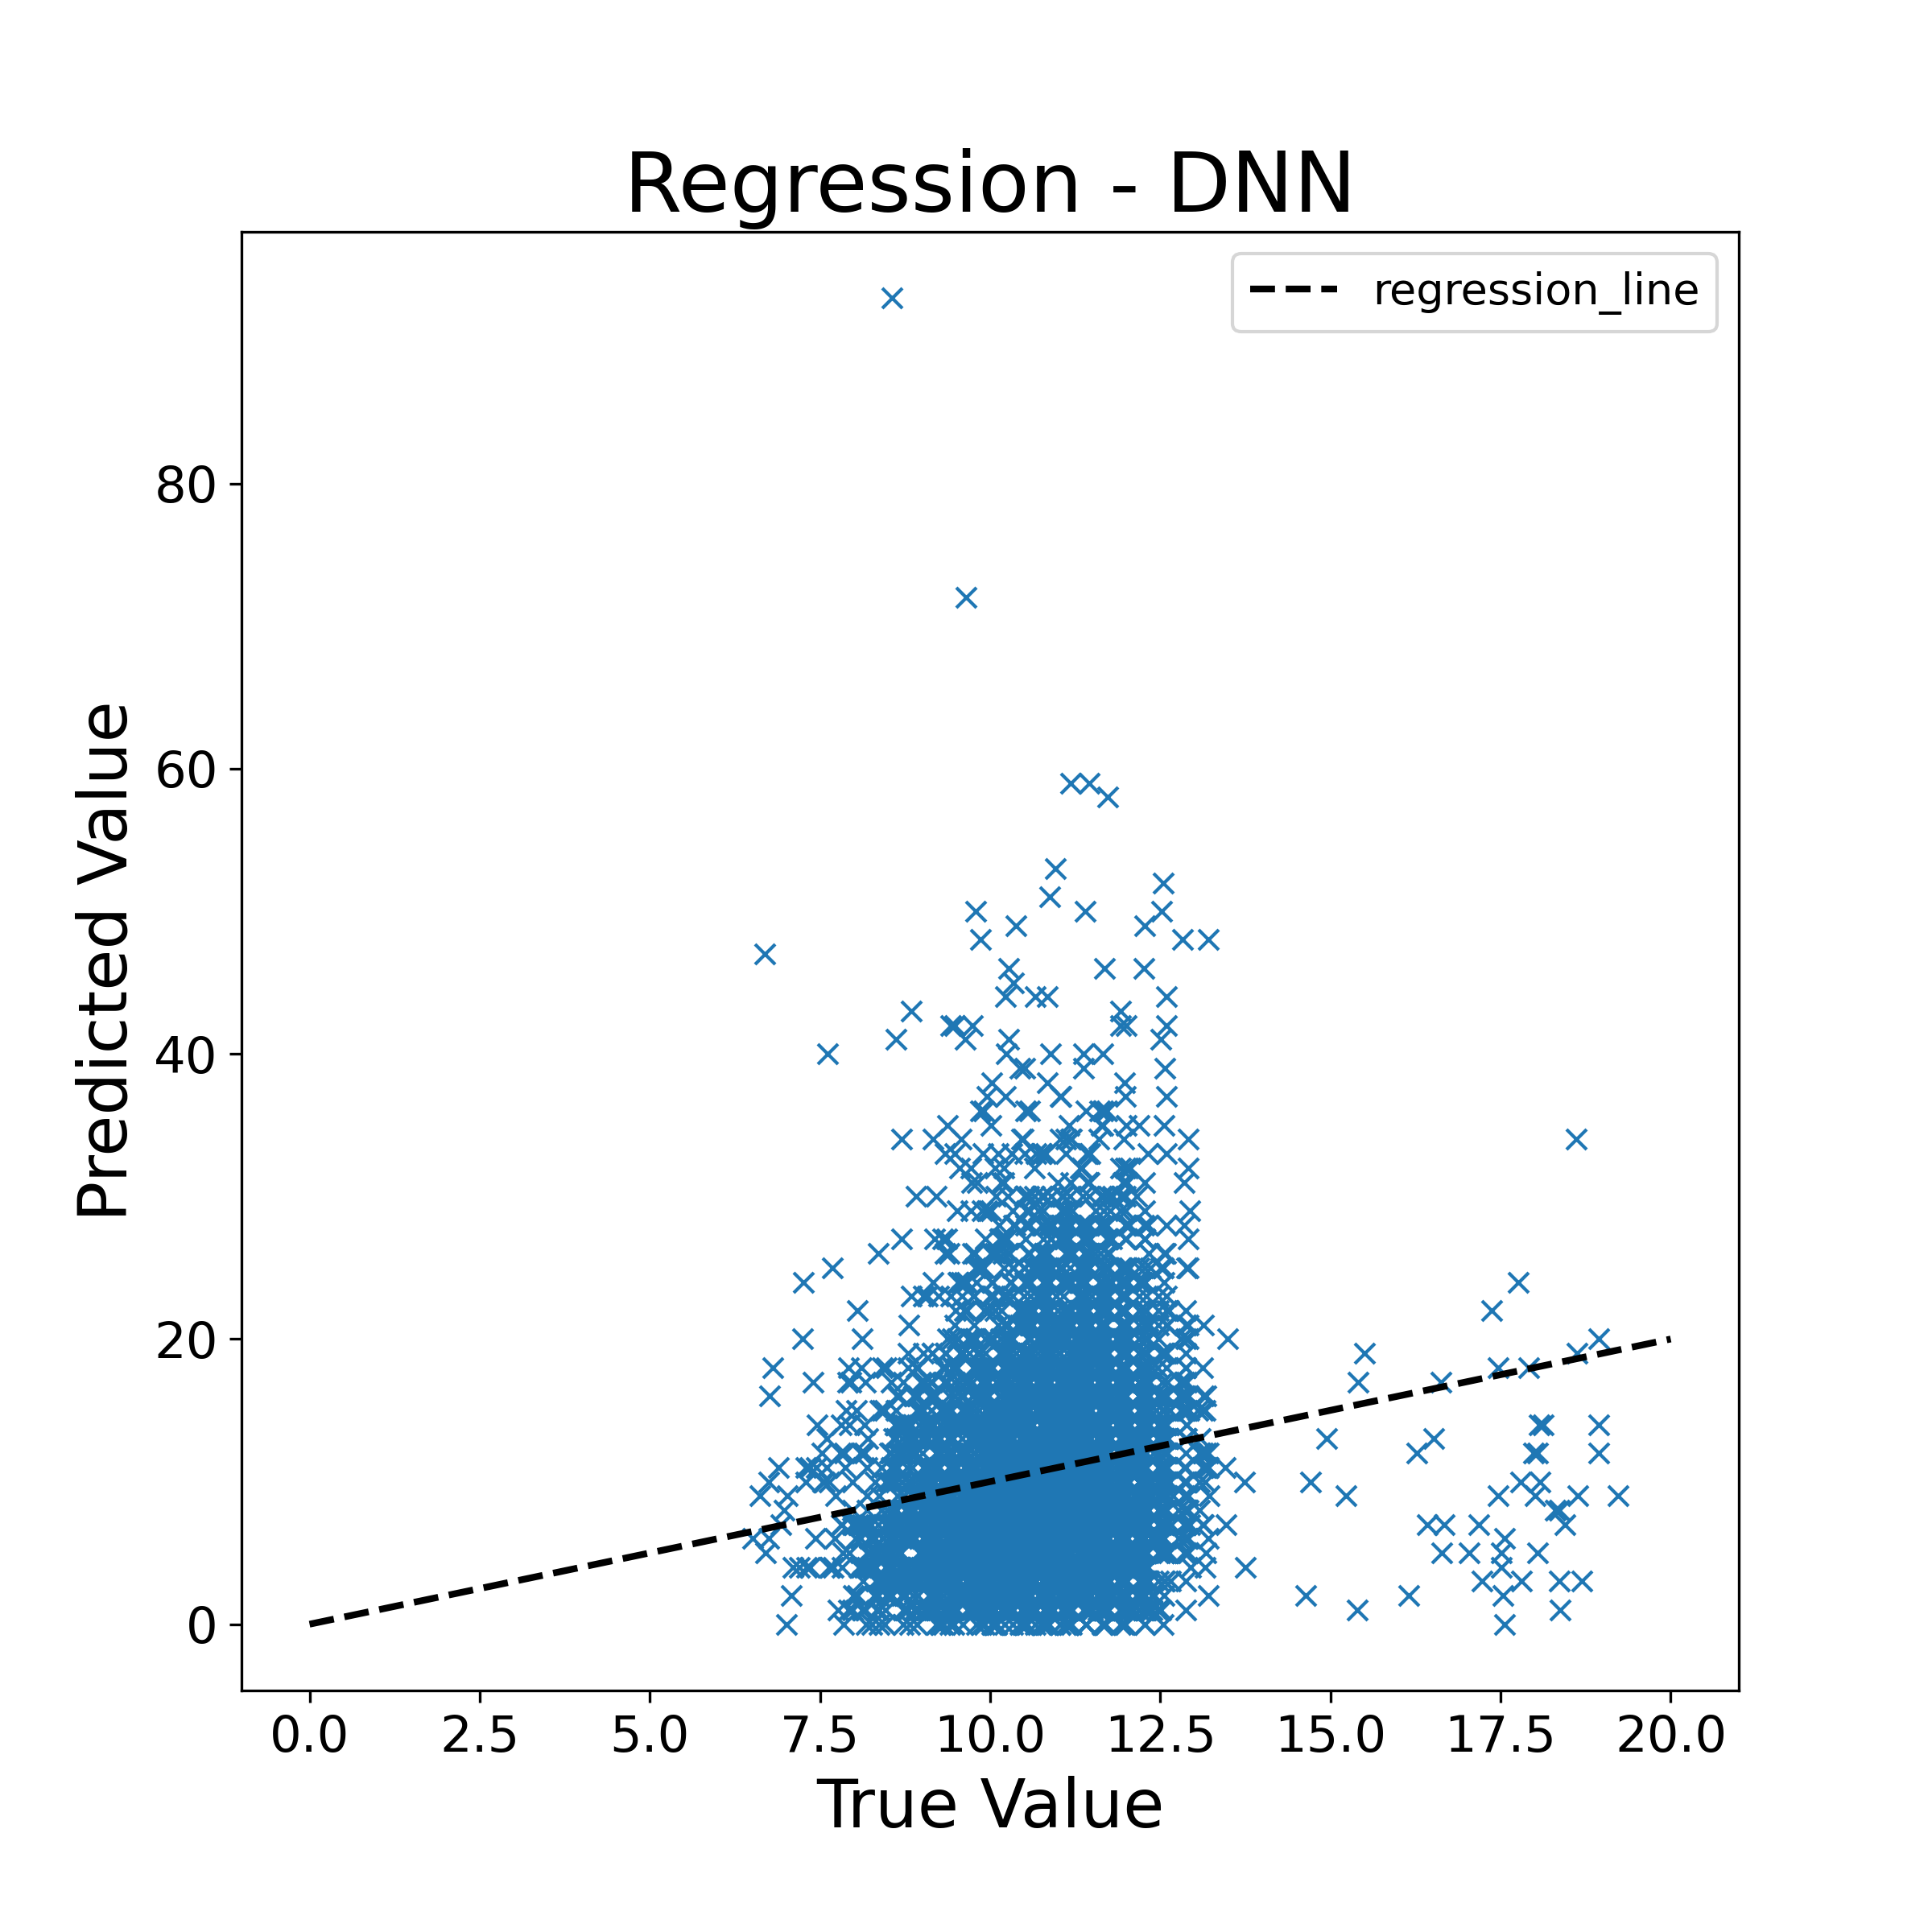 Regression - DNN
regression_line
Predicted Value
80
60
40
20
0
0.0 2.5 5.0 7.5 10.0 12.5 15.0 17.5 20.0
True Value